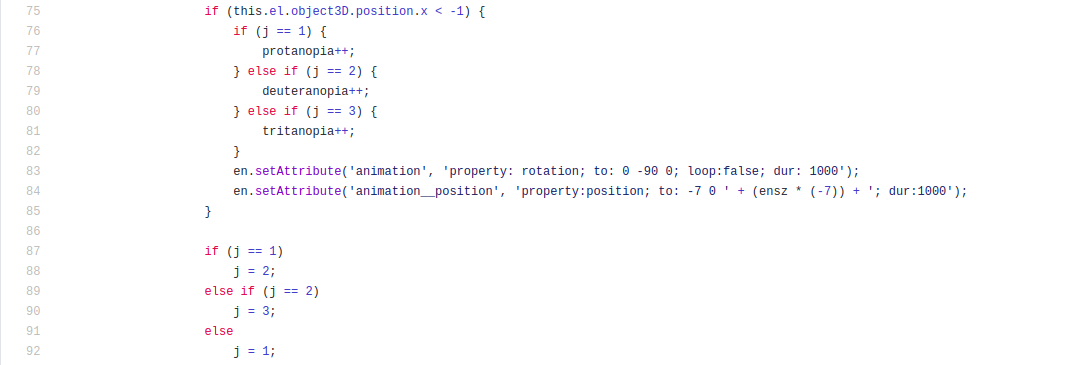 75 if (this.el.object3D.position.x < -1) {
76 if (j == 1) {
77 protanopia++;
78 } else if (j == 2) {
79 deuteranopia++;
80 } else if (j == 3) {
81 tritanopia++;
82 }
83 en.setAttribute('animation', 'property: rotation; to: 0 -90 0; loop:false; dur: 1000');
84 en.setAttribute('animation__position', 'property:position; to: -7 0 ' + (ensz * (-7)) + '; dur:1000');
85 }
86
87 if (j == 1)
88 j = 2;
89 else if (j == 2)
90 j = 3;
91 else
92 j = 1;